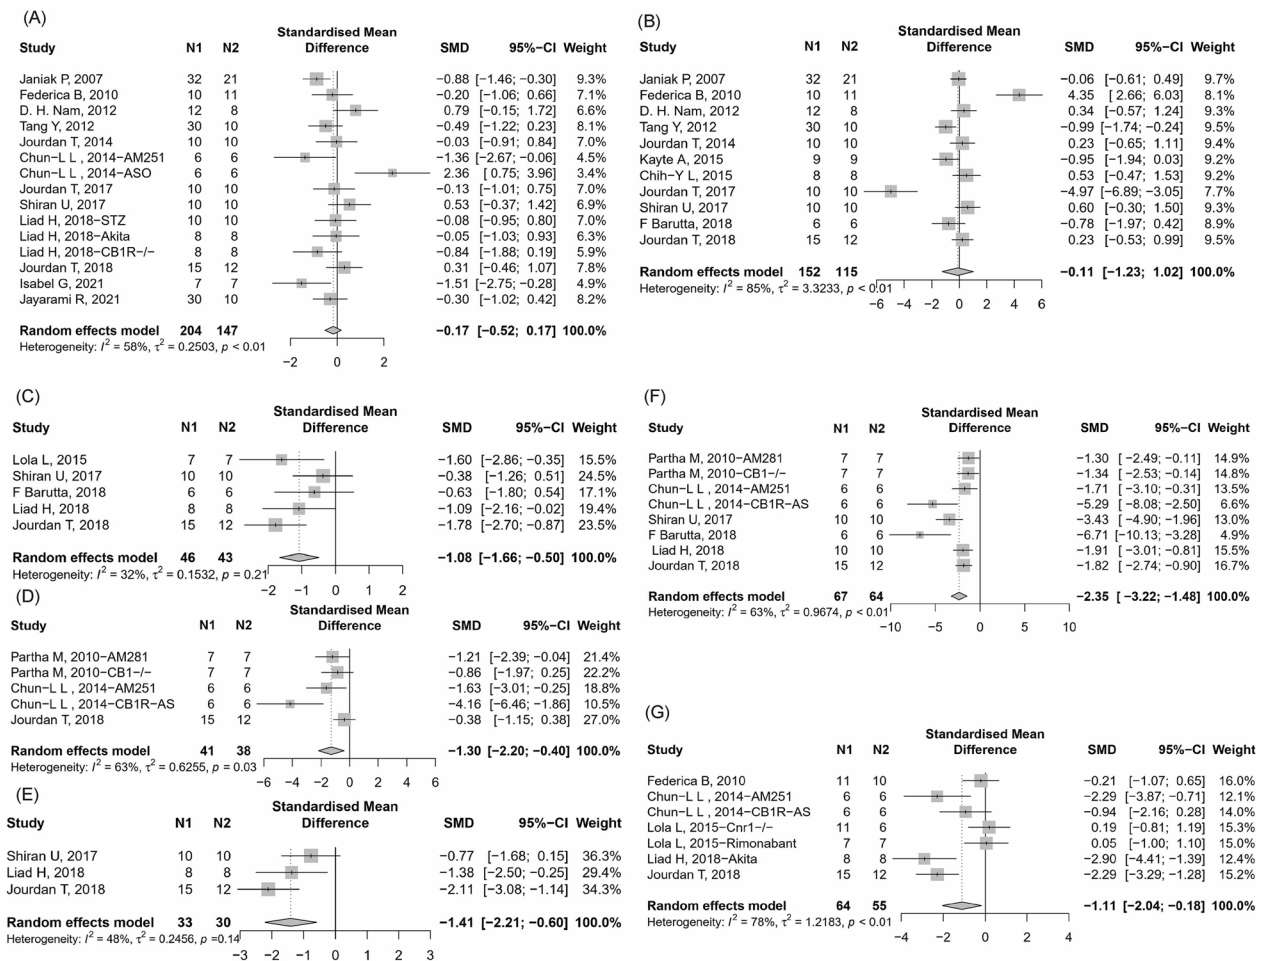 (A)
Standardised Mean
Study N1 N2 Difference SMD 95%−CI Weight
Janiak P, 2007 32 21 −0.88 [−1.46; −0.30] 9.3%
Federica B, 2010 10 11 −0.20 [−1.06; 0.66] 7.1%
D. H. Nam, 2012 12 8 0.79 [−0.15; 1.72] 6.6%
Tang Y, 2012 30 10 −0.49 [−1.22; 0.23] 8.1%
Jourdan T, 2014 10 10 −0.03 [−0.91; 0.84] 7.0%
Chun−L L , 2014−AM251 6 6 −1.36 [−2.67; −0.06] 4.5%
Chun−L L , 2014−ASO 6 6 2.36 [ 0.75; 3.96] 3.4%
Jourdan T, 2017 10 10 −0.13 [−1.01; 0.75] 7.0%
Shiran U, 2017 10 10 0.53 [−0.37; 1.42] 6.9%
Liad H, 2018−STZ 10 10 −0.08 [−0.95; 0.80] 7.0%
Liad H, 2018−Akita 8 8 −0.05 [−1.03; 0.93] 6.3%
Liad H, 2018−CB1R−/− 8 8 −0.84 [−1.88; 0.19] 5.9%
Jourdan T, 2018 15 12 0.31 [−0.46; 1.07] 7.8%
Isabel G, 2021 7 7 −1.51 [−2.75; −0.28] 4.9%
Jayarami R, 2021 30 10 −0.30 [−1.02; 0.42] 8.2%
Random effects model 204 147 −0.17 [−0.52; 0.17] 100.0%
Heterogeneity: I² = 58%, τ² = 0.2503, p < 0.01
−2 0 2
(B)
Standardised Mean
Study N1 N2 Difference SMD 95%−CI Weight
Janiak P, 2007 32 21 −0.06 [−0.61; 0.49] 9.7%
Federica B, 2010 10 11 4.35 [ 2.66; 6.03] 8.1%
D. H. Nam, 2012 12 8 0.34 [−0.57; 1.24] 9.3%
Tang Y, 2012 30 10 −0.99 [−1.74; −0.24] 9.5%
Jourdan T, 2014 10 10 0.23 [−0.65; 1.11] 9.4%
Kayte A, 2015 9 9 −0.95 [−1.94; 0.03] 9.2%
Chih−Y L, 2015 8 8 0.53 [−0.47; 1.53] 9.2%
Jourdan T, 2017 10 10 −4.97 [−6.89; −3.05] 7.7%
Shiran U, 2017 10 10 0.60 [−0.30; 1.50] 9.3%
F Barutta, 2018 6 6 −0.78 [−1.97; 0.42] 8.9%
Jourdan T, 2018 15 12 0.23 [−0.53; 0.99] 9.5%
Random effects model 152 115 −0.11 [−1.23; 1.02] 100.0%
Heterogeneity: I² = 85%, τ² = 3.3233, p < 0.01
−6 −4 −2 0 2 4 6
(C)
Standardised Mean
Study N1 N2 Difference SMD 95%−CI Weight
Lola L, 2015 7 7 −1.60 [−2.86; −0.35] 15.5%
Shiran U, 2017 10 10 −0.38 [−1.26; 0.51] 24.5%
F Barutta, 2018 6 6 −0.63 [−1.80; 0.54] 17.1%
Liad H, 2018 8 8 −1.09 [−2.16; −0.02] 19.4%
Jourdan T, 2018 15 12 −1.78 [−2.70; −0.87] 23.5%
Random effects model 46 43 −1.08 [−1.66; −0.50] 100.0%
Heterogeneity: I² = 32%, τ² = 0.1532, p = 0.21
−2 −1 0 1 2
(D)
Standardised Mean
Study N1 N2 Difference SMD 95%−CI Weight
Partha M, 2010−AM281 7 7 −1.21 [−2.39; −0.04] 21.4%
Partha M, 2010−CB1−/− 7 7 −0.86 [−1.97; 0.25] 22.2%
Chun−L L , 2014−AM251 6 6 −1.63 [−3.01; −0.25] 18.8%
Chun−L L , 2014−CB1R−AS 6 6 −4.16 [−6.46; −1.86] 10.5%
Jourdan T, 2018 15 12 −0.38 [−1.15; 0.38] 27.0%
Random effects model 41 38 −1.30 [−2.20; −0.40] 100.0%
Heterogeneity: I² = 63%, τ² = 0.6255, p = 0.03
−6 −4 −2 0 2 4 6
(E)
Standardised Mean
Study N1 N2 Difference SMD 95%−CI Weight
Shiran U, 2017 10 10 −0.77 [−1.68; 0.15] 36.3%
Liad H, 2018 8 8 −1.38 [−2.50; −0.25] 29.4%
Jourdan T, 2018 15 12 −2.11 [−3.08; −1.14] 34.3%
Random effects model 33 30 −1.41 [−2.21; −0.60] 100.0%
Heterogeneity: I² = 48%, τ² = 0.2456, p =0.14
−3 −2 −1 0 1 2 3
(F)
Standardised Mean
Study N1 N2 Difference SMD 95%−CI Weight
Partha M, 2010−AM281 7 7 −1.30 [ −2.49; −0.11] 14.9%
Partha M, 2010−CB1−/− 7 7 −1.34 [ −2.53; −0.14] 14.8%
Chun−L L , 2014−AM251 6 6 −1.71 [ −3.10; −0.31] 13.5%
Chun−L L , 2014−CB1R−AS 6 6 −5.29 [ −8.08; −2.50] 6.6%
Shiran U, 2017 10 10 −3.43 [ −4.90; −1.96] 13.0%
F Barutta, 2018 6 6 −6.71 [−10.13; −3.28] 4.9%
Liad H, 2018 10 10 −1.91 [ −3.01; −0.81] 15.5%
Jourdan T, 2018 15 12 −1.82 [ −2.74; −0.90] 16.7%
Random effects model 67 64 −2.35 [ −3.22; −1.48] 100.0%
Heterogeneity: I² = 63%, τ² = 0.9674, p < 0.01
−10 −5 0 5 10
(G)
Standardised Mean
Study N1 N2 Difference SMD 95%−CI Weight
Federica B, 2010 11 10 −0.21 [−1.07; 0.65] 16.0%
Chun−L L , 2014−AM251 6 6 −2.29 [−3.87; −0.71] 12.1%
Chun−L L , 2014−CB1R−AS 6 6 −0.94 [−2.16; 0.28] 14.0%
Lola L, 2015−Cnr1−/− 11 6 0.19 [−0.81; 1.19] 15.3%
Lola L, 2015−Rimonabant 7 7 0.05 [−1.00; 1.10] 15.0%
Liad H, 2018−Akita 8 8 −2.90 [−4.41; −1.39] 12.4%
Jourdan T, 2018 15 12 −2.29 [−3.29; −1.28] 15.2%
Random effects model 64 55 −1.11 [−2.04; −0.18] 100.0%
Heterogeneity: I² = 78%, τ² = 1.2183, p < 0.01
−4 −2 0 2 4